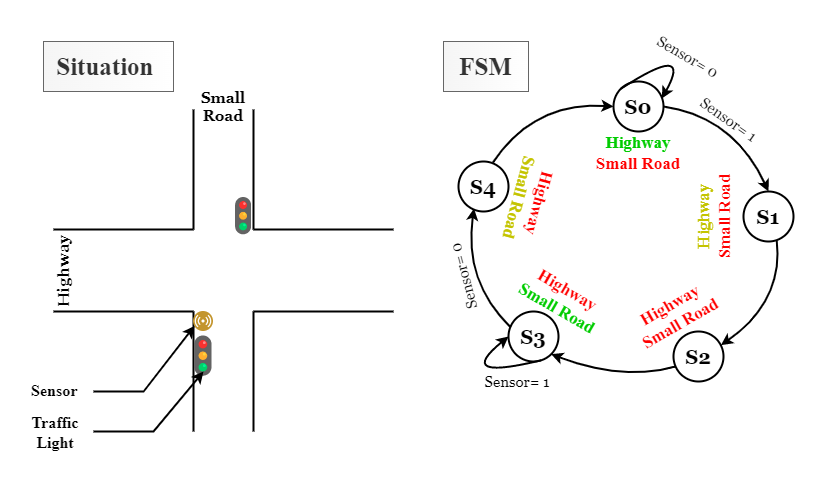 Situation
Small
Road
Highway
Sensor
Traffic
Light
FSM
Sensor= 0
S0
Sensor= 1
Highway
Small Road
S4
Highway
Small Road
Highway
Small Road
S1
Sensor= 0
Highway
Small Road
Highway
Small Road
S3
S2
Sensor= 1